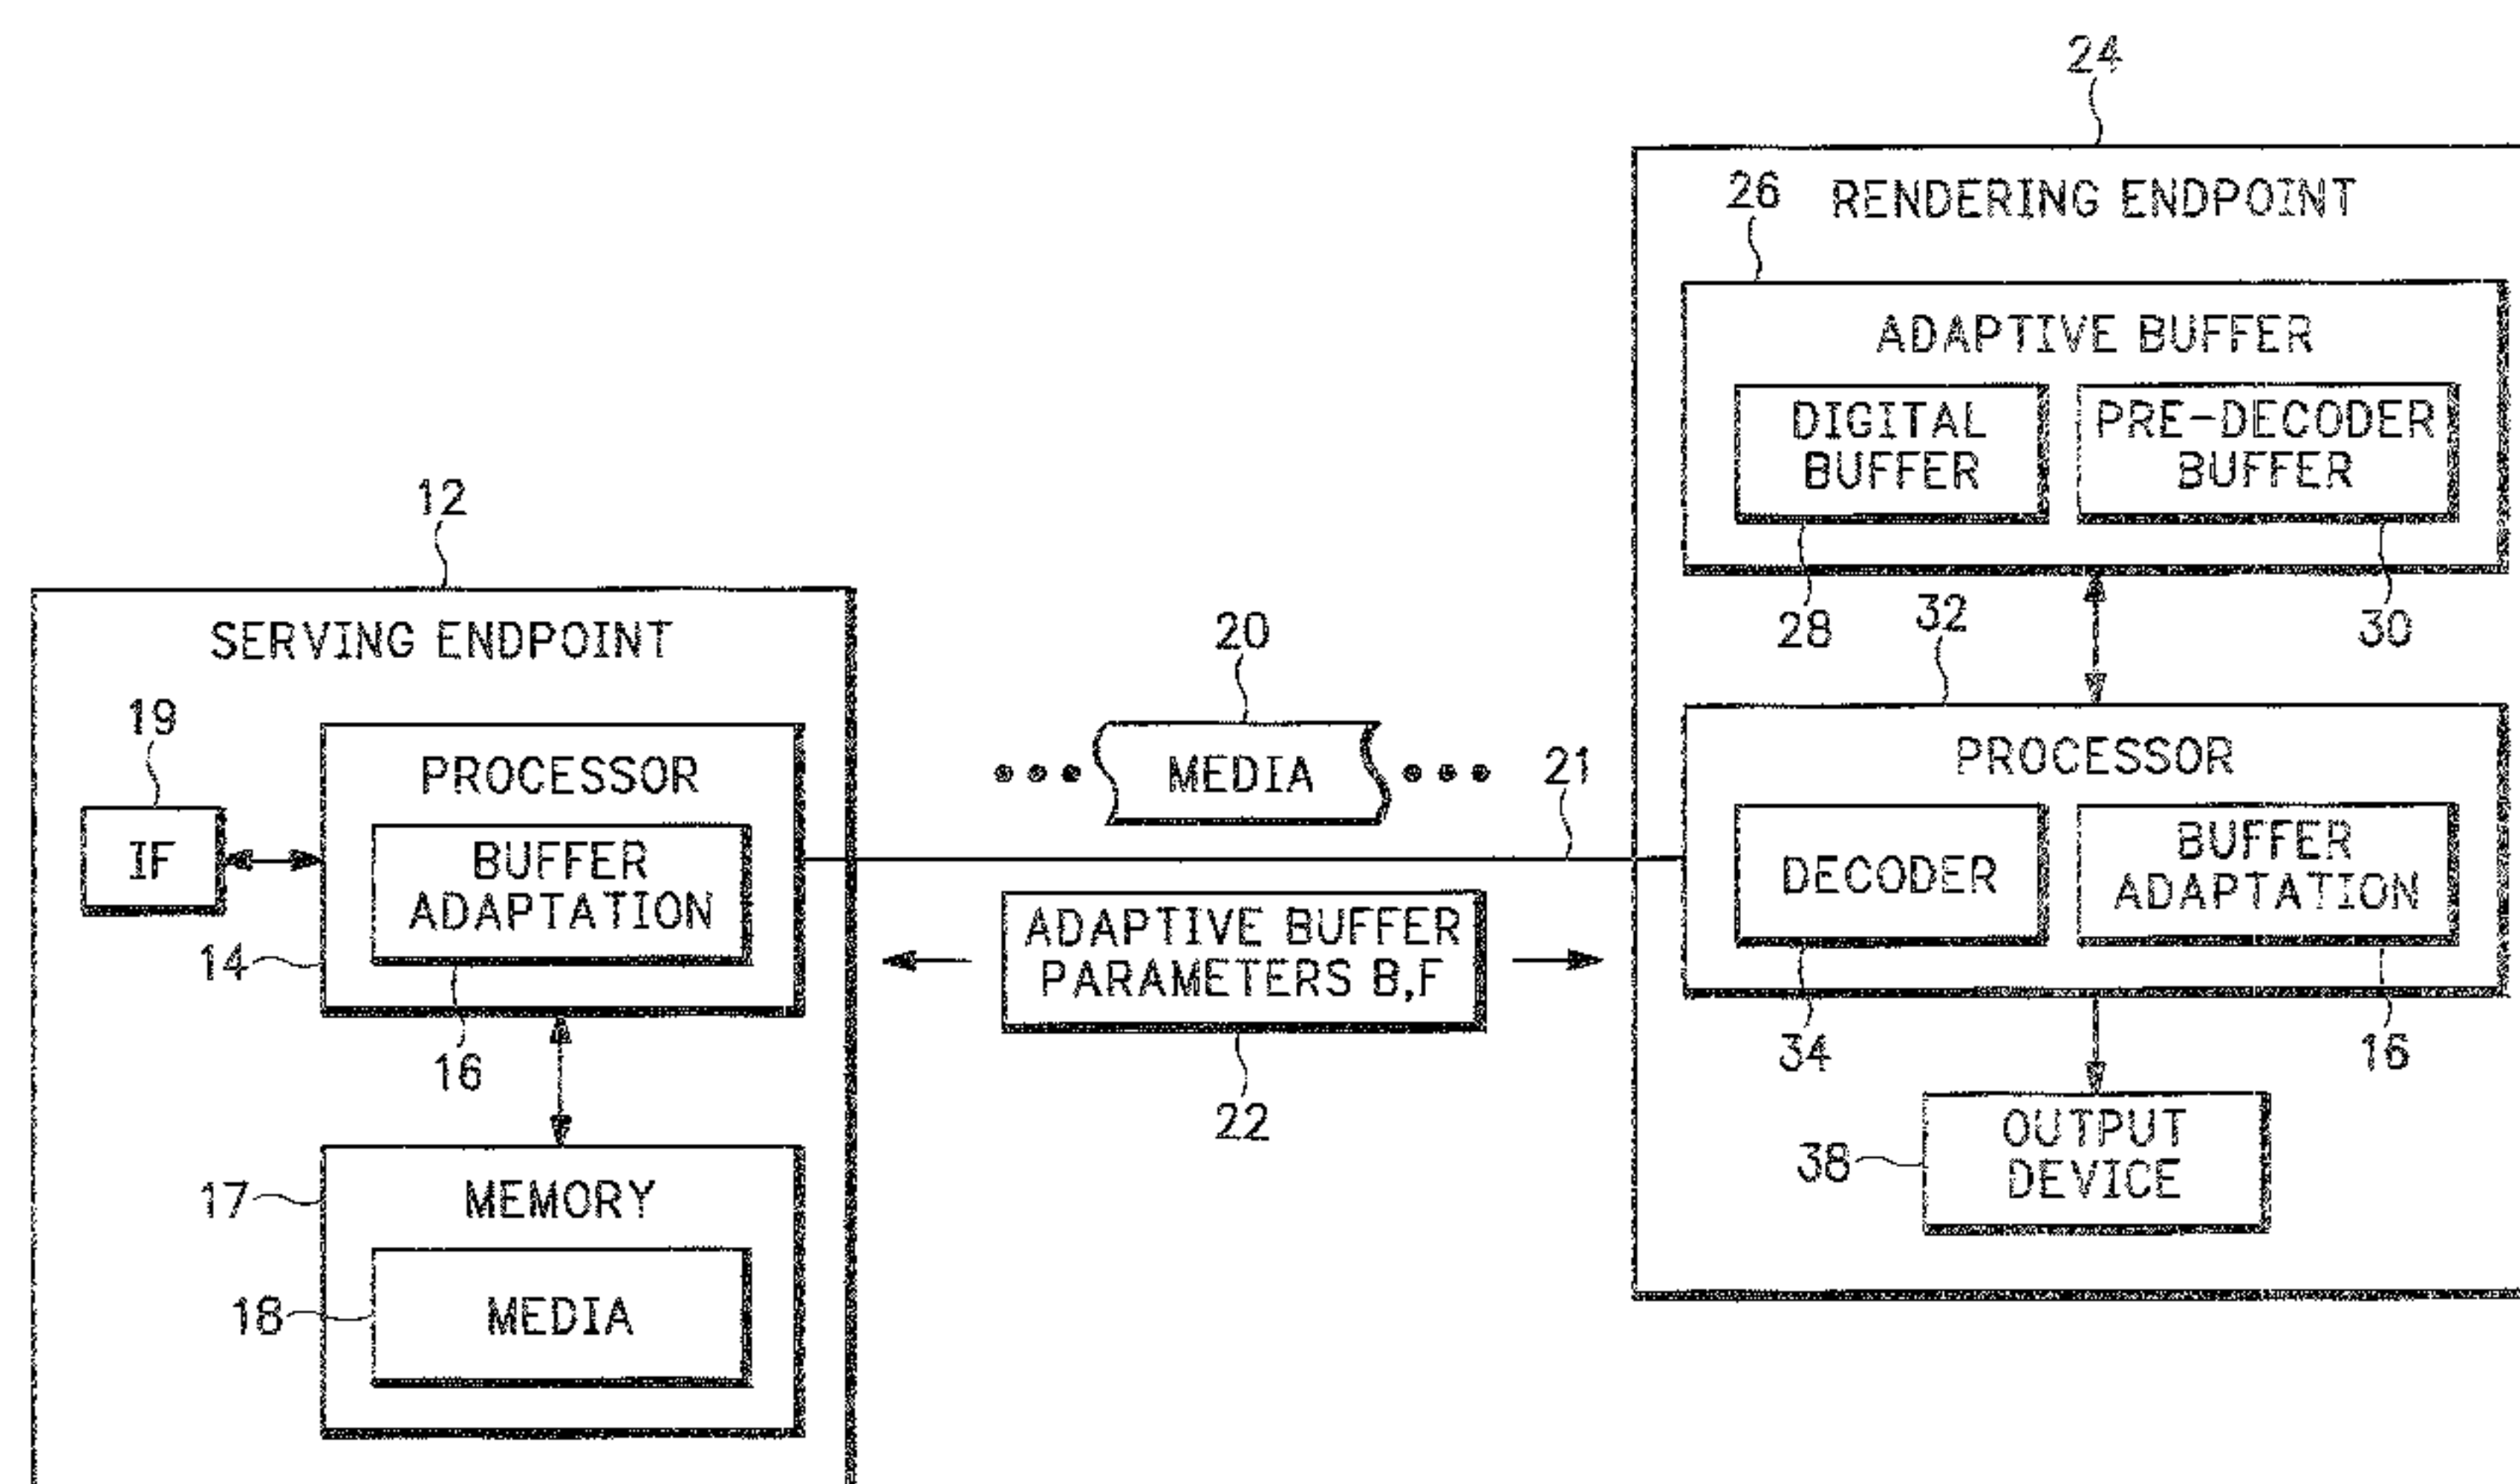 24
RENDERING ENDPOINT
26
ADAPTIVE BUFFER
DIGITAL
BUFFER
PRE-DECODER
BUFFER
28
30
32
PROCESSOR
DECODER
BUFFER
ADAPTATION
34
16
OUTPUT
DEVICE
38
12
SERVING ENDPOINT
19
IF
PROCESSOR
BUFFER
ADAPTATION
14
16
17
MEMORY
18
MEDIA
20
MEDIA
21
ADAPTIVE BUFFER
PARAMETERS B,F
22